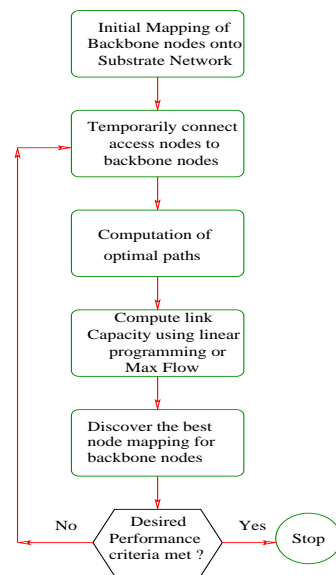 Initial Mapping of
Backbone nodes onto
Substrate Network
Temporarily connect
access nodes to
backbone nodes
Computation of
optimal paths
Compute link
Capacity using linear
programming or
Max Flow
Discover the best
node mapping for
backbone nodes
No
Desired
Performance
criteria met ?
Yes
Stop